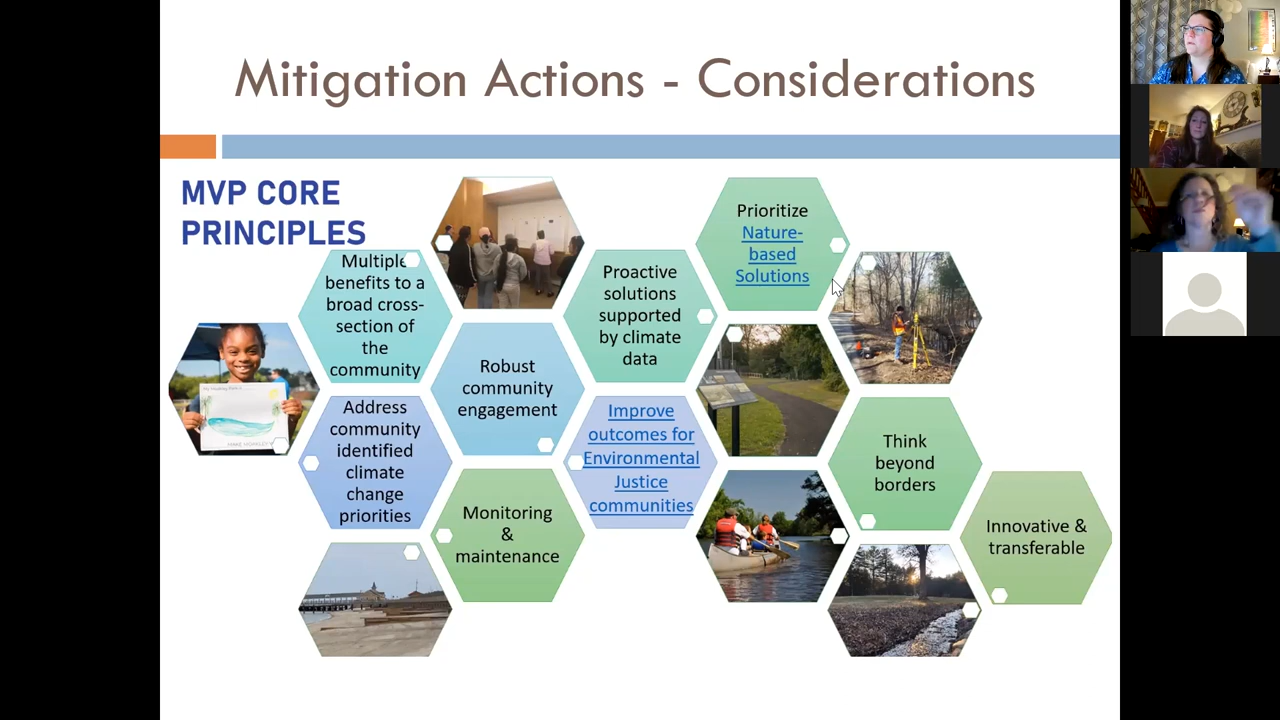 Mitigation Actions - Considerations
MVP CORE
PRINCIPLES
Multiple
benefits to a
broad cross-
section of
the
community
Address
community
identified
climate
change
priorities
Robust
community
engagement
Monitoring
&
maintenance
Proactive
solutions
supported
by climate
data
Improve
outcomes for
Environmental
Justice
communities
Prioritize
Nature-
based
Solutions
Think
beyond
borders
Innovative &
transferable